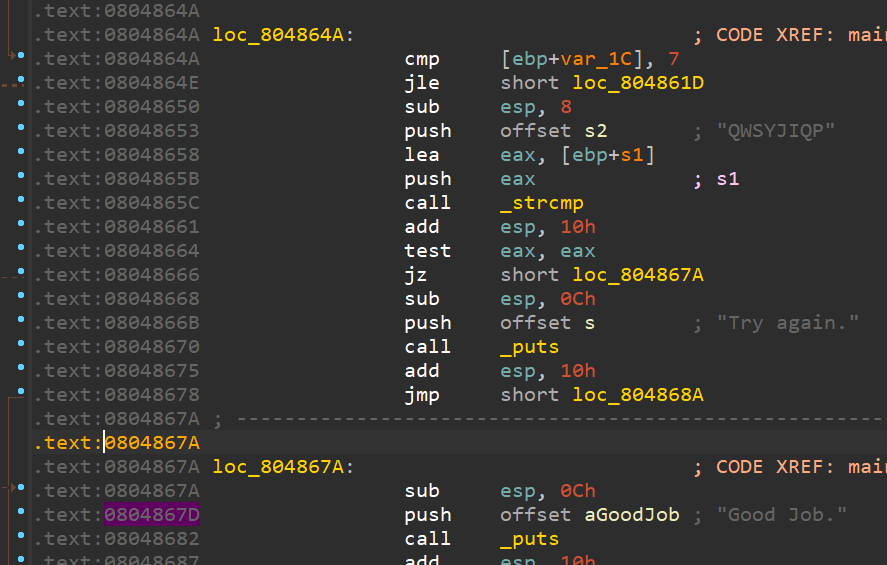 .text:0804864A
.text:0804864A loc_804864A: ; CODE XREF: mai
.text:0804864A cmp [ebp+var_1C], 7
.text:0804864E jle short loc_804861D
.text:08048650 sub esp, 8
.text:08048653 push offset s2 ; "QWSYJIQP"
.text:08048658 lea eax, [ebp+s1]
.text:0804865B push eax ; s1
.text:0804865C call _strcmp
.text:08048661 add esp, 10h
.text:08048664 test eax, eax
.text:08048666 jz short loc_804867A
.text:08048668 sub esp, 0Ch
.text:0804866B push offset s ; "Try again."
.text:08048670 call _puts
.text:08048675 add esp, 10h
.text:08048678 jmp short loc_804868A
.text:0804867A ; -------------------------------------------------------
.text:0804867A
.text:0804867A loc_804867A: ; CODE XREF: mai
.text:0804867A sub esp, 0Ch
.text:0804867D push offset aGoodJob ; "Good Job."
.text:08048682 call _puts
.text:08048687 add esp, 10h